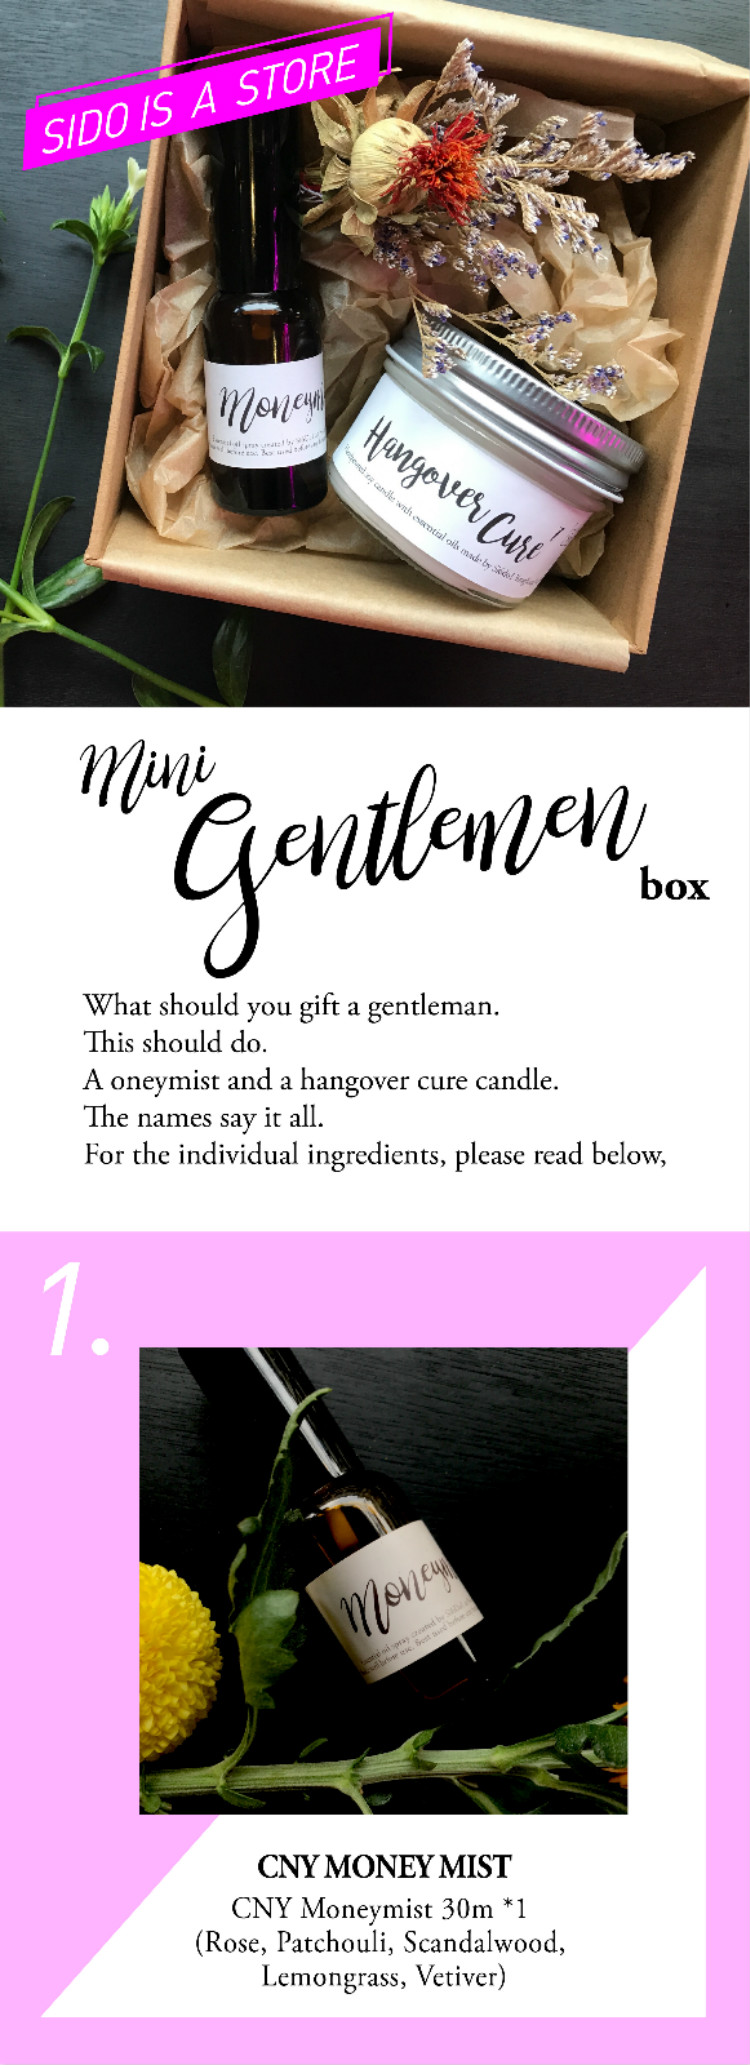 SIDO IS A STORE
Hangover Cure
Mini
Gentlemen
box
What should you gift a gentleman.
This should do.
A oneymist and a hangover cure candle.
The names say it all.
For the individual ingredients, please read below,
1.
CNY MONEY MIST
CNY Moneymist 30m *1
(Rose, Patchouli, Scandalwood,
Lemongrass, Vetiver)